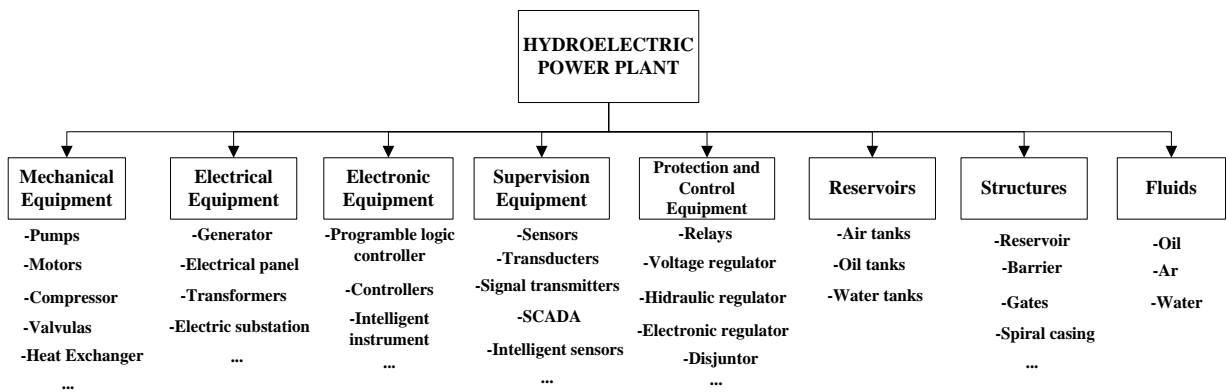 HYDROELECTRIC
POWER PLANT
Mechanical
Equipment
-Pumps
-Motors
-Compressor
-Valvulas
-Heat Exchanger
...
Electrical
Equipment
-Generator
-Electrical panel
-Transformers
-Electric substation
...
Electronic
Equipment
-Programble logic
controller
-Controllers
-Intelligent
instrument
...
Supervision
Equipment
-Sensors
-Transducters
-Signal transmitters
-SCADA
-Intelligent sensors
...
Protection and
Control
Equipment
-Relays
-Voltage regulator
-Hidraulic regulator
-Electronic regulator
-Disjuntor
...
Reservoirs
-Air tanks
-Oil tanks
-Water tanks
Structures
-Reservoir
-Barrier
-Gates
-Spiral casing
...
Fluids
-Oil
-Ar
-Water